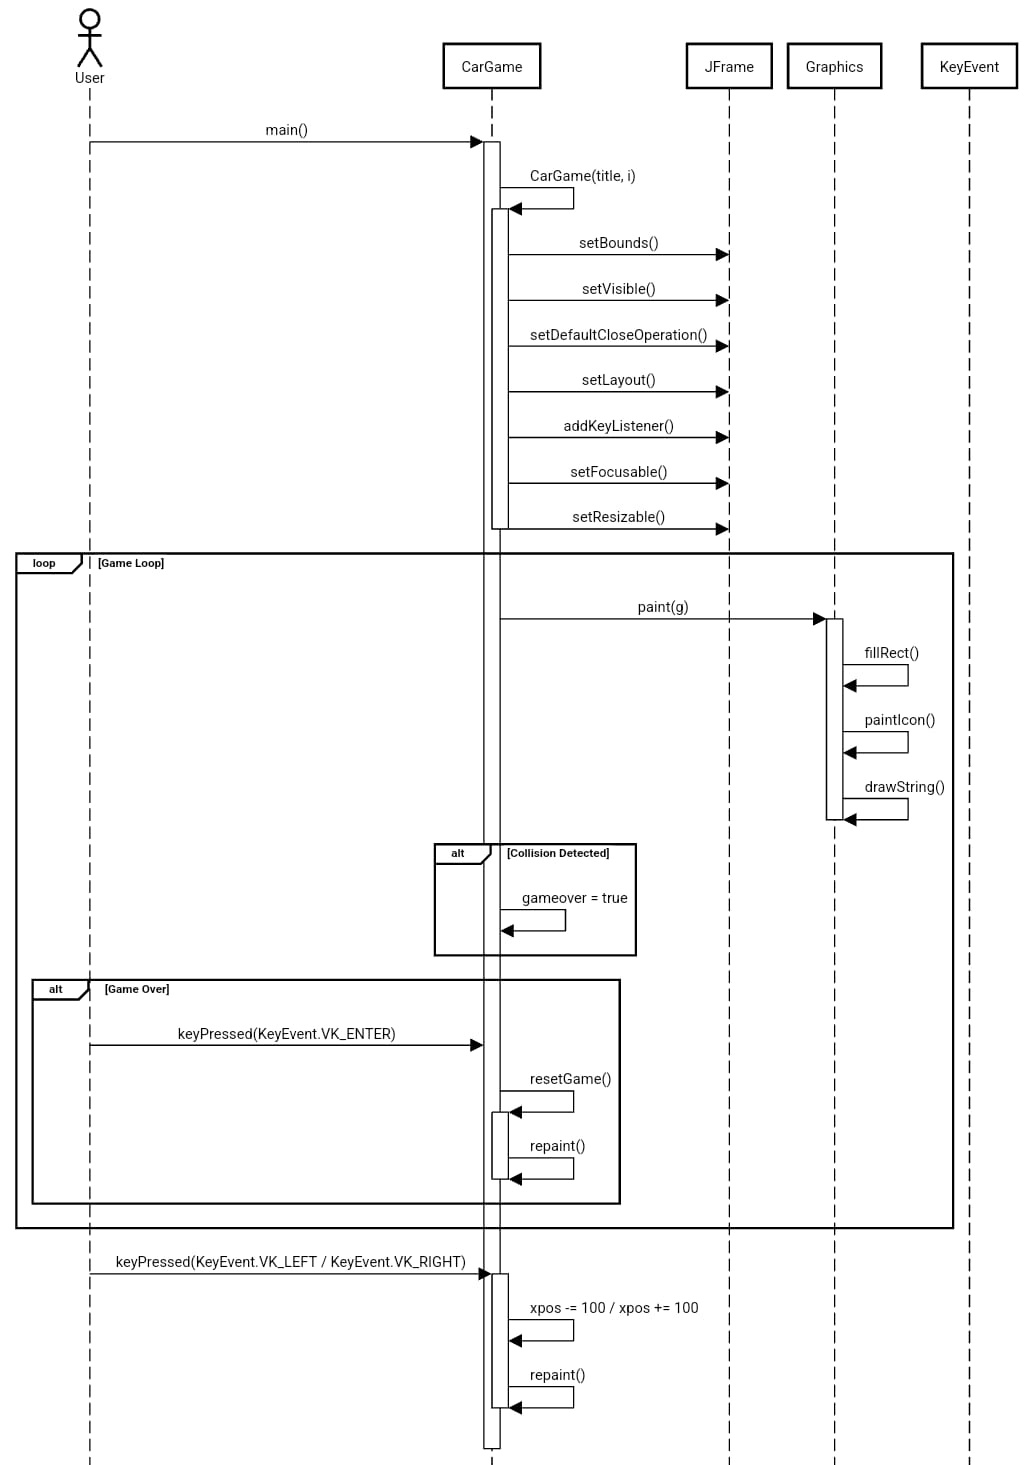 User
CarGame
JFrame
Graphics
KeyEvent
main()
CarGame(title, i)
setBounds()
setVisible()
setDefaultCloseOperation()
setLayout()
addKeyListener()
setFocusable()
setResizable()
loop [Game Loop]
paint(g)
fillRect()
paintIcon()
drawString()
alt [Collision Detected]
gameover = true
alt [Game Over]
keyPressed(KeyEvent.VK_ENTER)
resetGame()
repaint()
keyPressed(KeyEvent.VK_LEFT / KeyEvent.VK_RIGHT)
xpos -= 100 / xpos += 100
repaint()